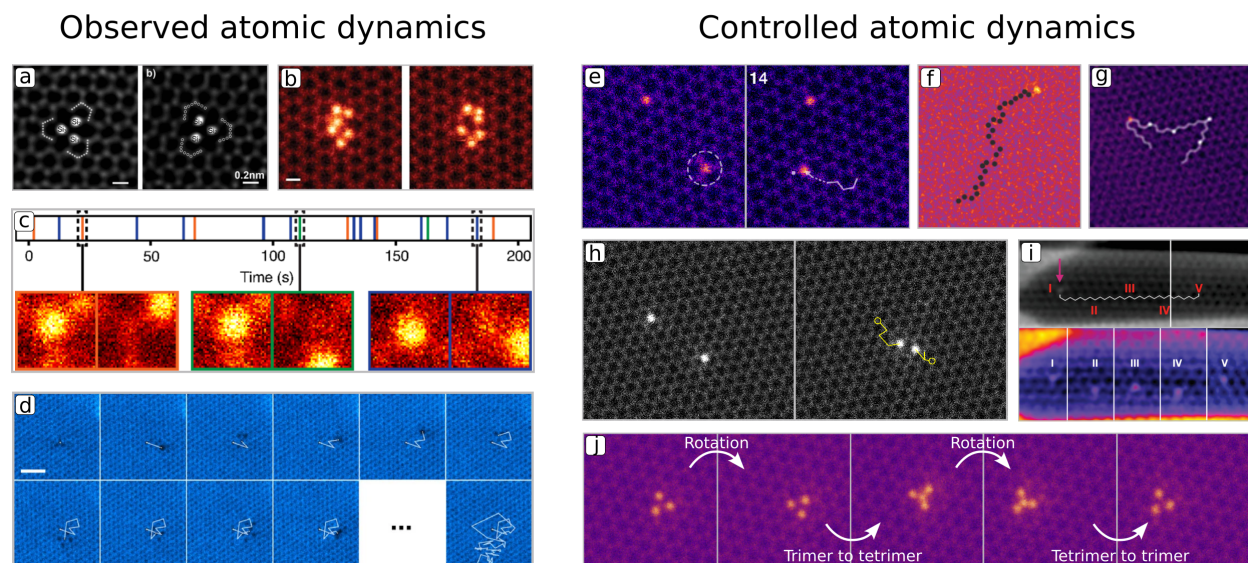 Observed atomic dynamics
Controlled atomic dynamics
a
b)
0.2nm
b
c
0 50 100 150 200
Time (s)
d
...
e
14
f
g
h
i
I III V
II IV
I II III IV V
j
Rotation
Rotation
Trimer to tetrimer
Tetrimer to trimer